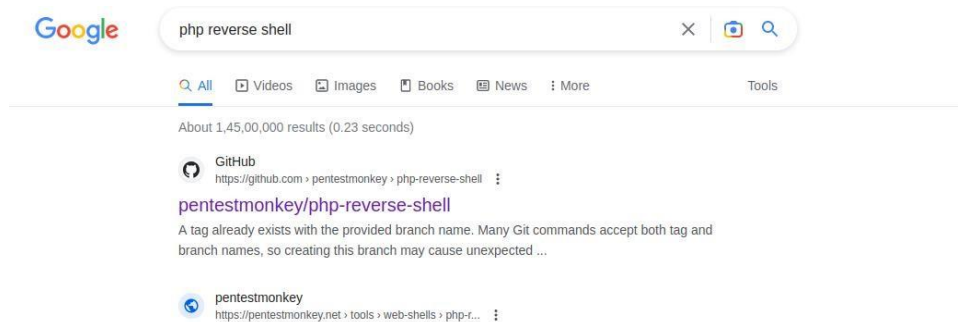 Google
php reverse shell
All Videos Images Books News More Tools
About 1,45,00,000 results (0.23 seconds)
GitHub
https://github.com › pentestmonkey › php-reverse-shell
pentestmonkey/php-reverse-shell
A tag already exists with the provided branch name. Many Git commands accept both tag and
branch names, so creating this branch may cause unexpected ...
pentestmonkey
https://pentestmonkey.net › tools › web-shells › php-r...